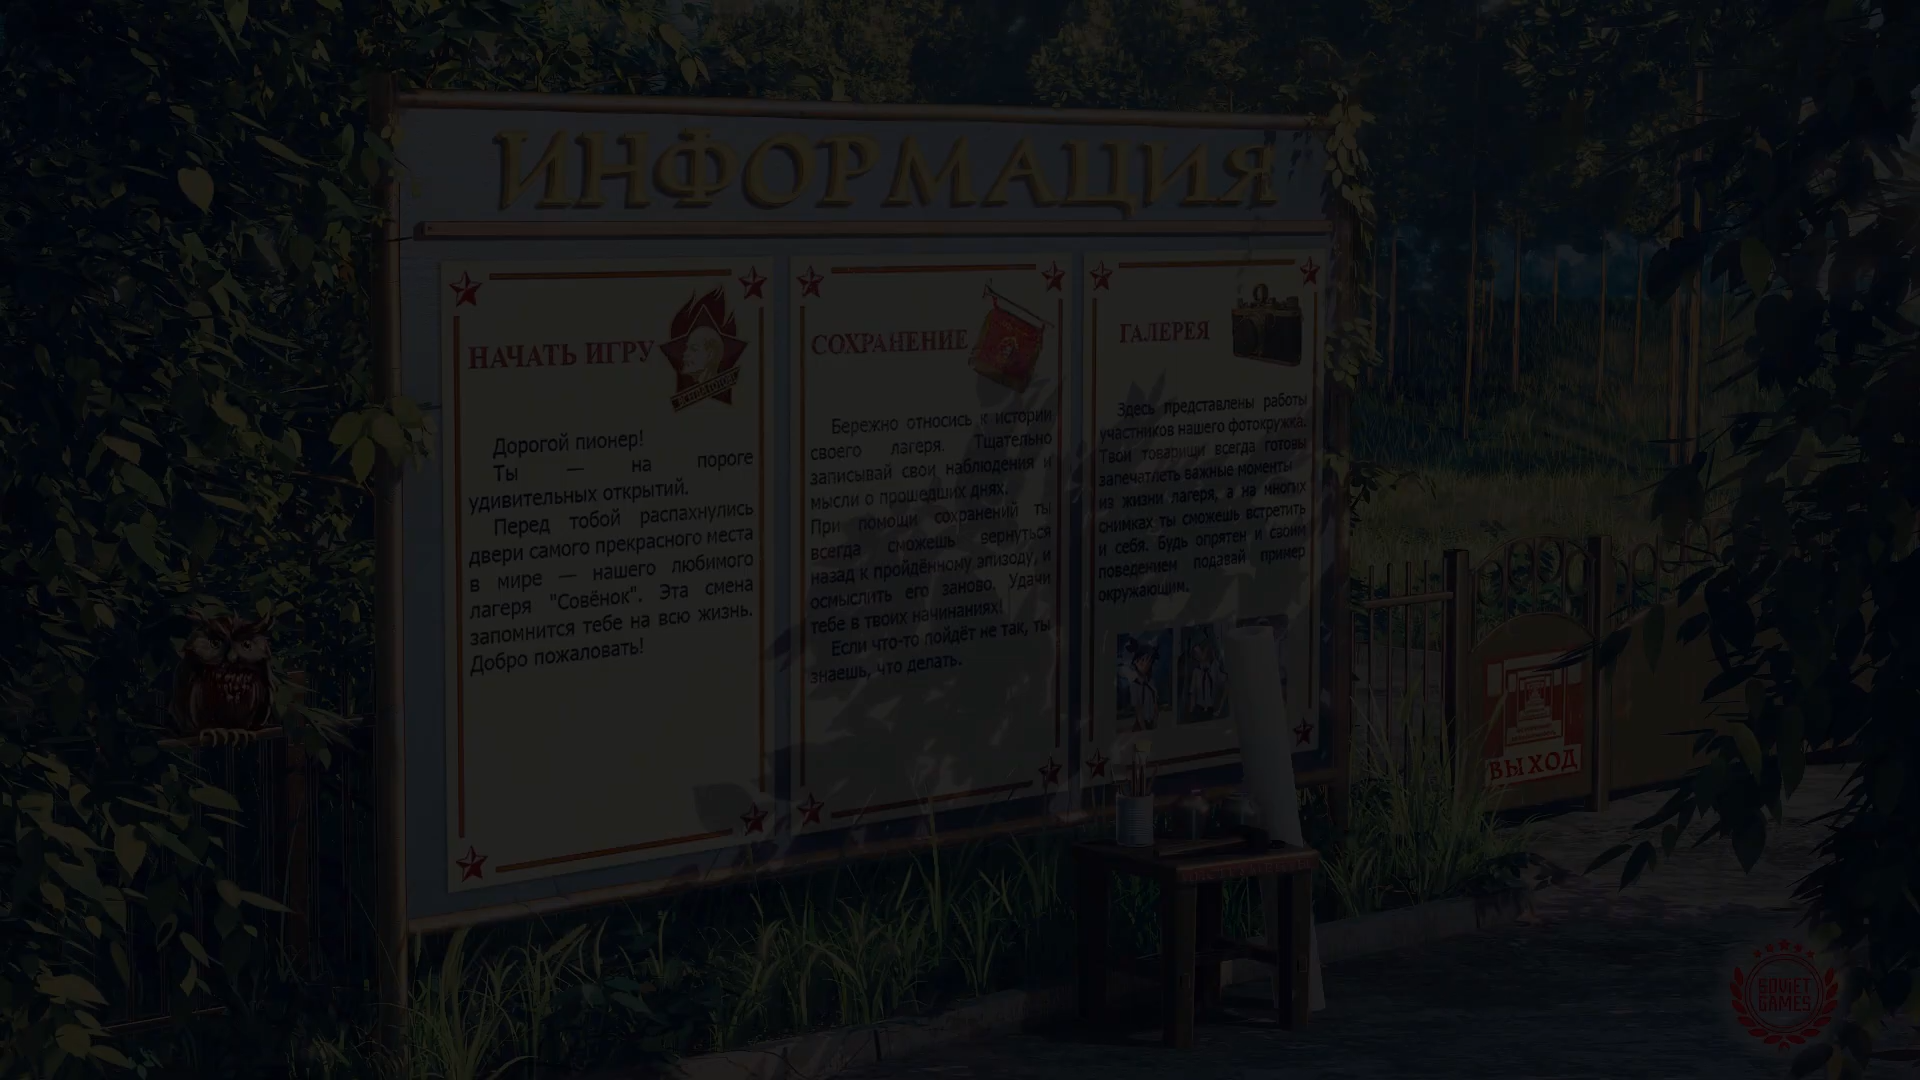 ИНФОРМАЦИЯ
НАЧАТЬ ИГРУ
Дорогой пионер!
Ты — на пороге
удивительных открытий.
Перед тобой распахнулись
двери самого прекрасного места
в мире — нашего любимого
лагеря "Совёнок". Эта смена
запомнится тебе на всю жизнь.
Добро пожаловать!
СОХРАНЕНИЕ
Бережно относись к истории
своего лагеря. Тщательно
записывай свои наблюдения и
мысли о прошедших днях.
При помощи сохранений ты
всегда сможешь вернуться
назад к пройдённому эпизоду, и
осмыслить его заново. Удачи
тебе в твоих начинаниях!
Если что-то пойдёт не так, ты
знаешь, что делать.
ГАЛЕРЕЯ
Здесь представлены работы
участников нашего фотокружка.
Твои товарищи всегда готовы
запечатлеть важные моменты
из жизни лагеря, а на многих
снимках ты сможешь встретить
и себя. Будь опрятен и своим
поведением подавай пример
окружающим.
ВЫХОД
SOVIET
GAMES